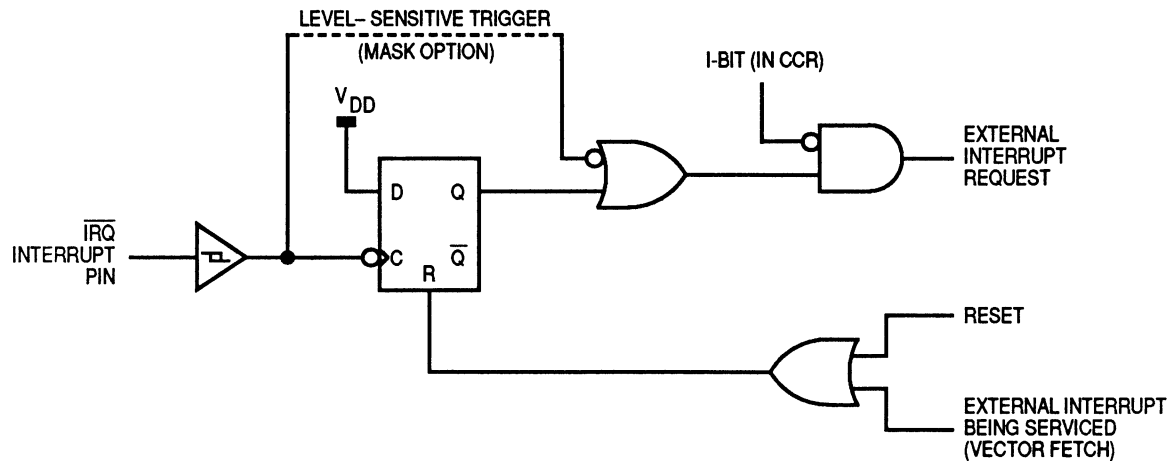 LEVEL– SENSITIVE TRIGGER
(MASK OPTION)
I-BIT (IN CCR)
VDD
EXTERNAL
INTERRUPT
REQUEST
D
Q
IRQ
INTERRUPT
PIN
C
Q
R
RESET
EXTERNAL INTERRUPT
BEING SERVICED
(VECTOR FETCH)